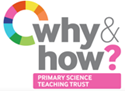 why&
how?
PRIMARY SCIENCE
TEACHING TRUST